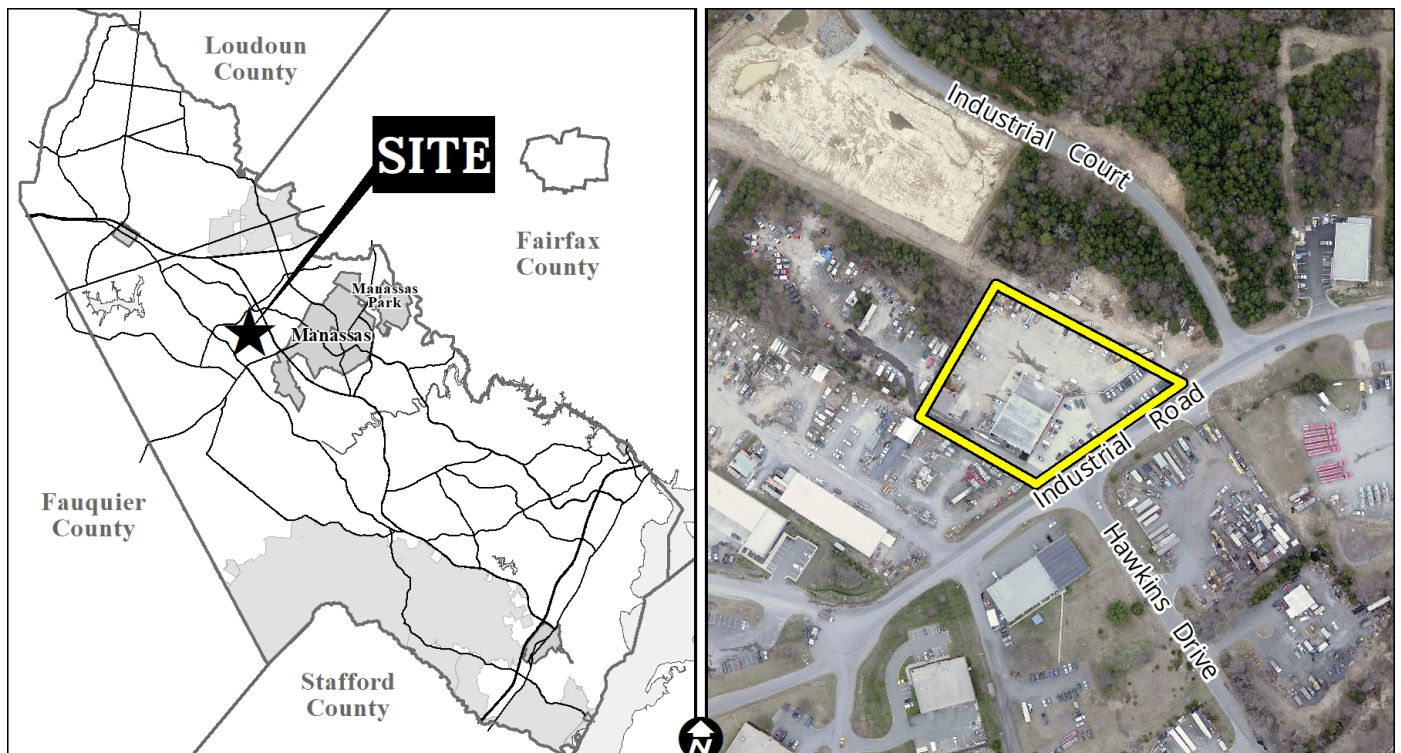 Loudoun
County
SITE
Fairfax
County
Manassas
Park
Manassas
Fauquier
County
Stafford
County
N
Industrial Court
Industrial Road
Hawkins Drive